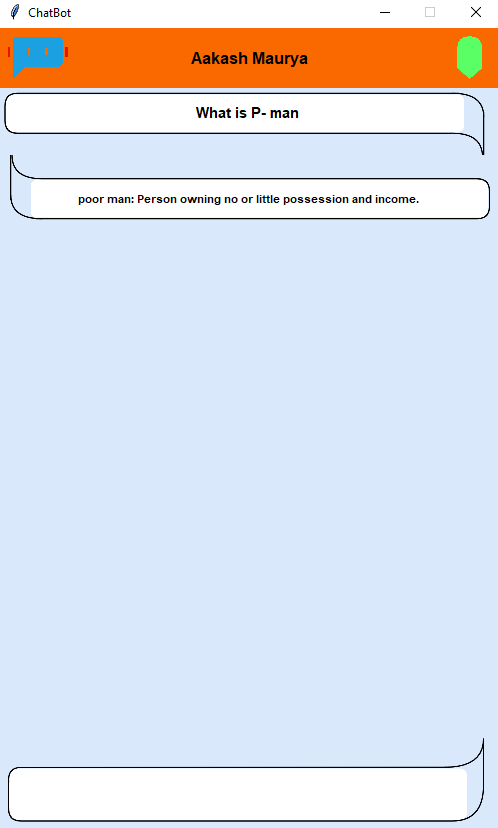 ChatBot
Aakash Maurya
What is P- man
poor man: Person owning no or little possession and income.